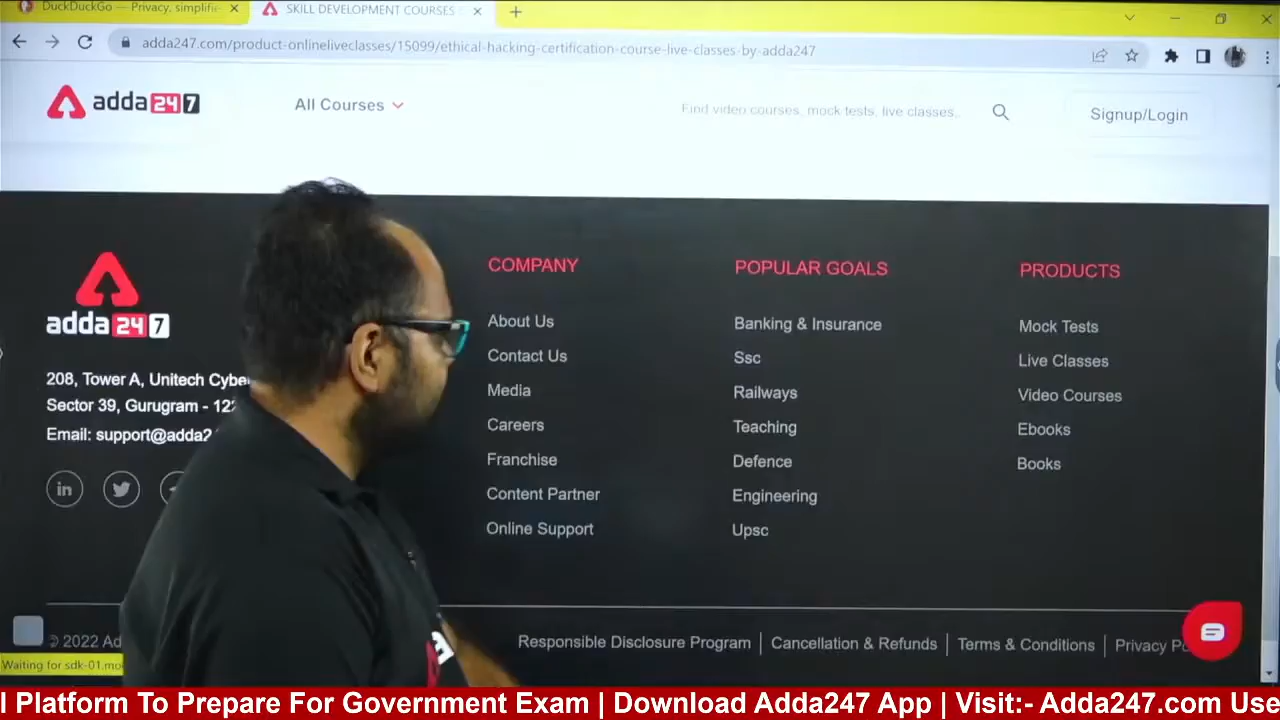 DuckDuckGo — Privacy, simplifie
SKILL DEVELOPMENT COURSES
adda247.com/product-onlineliveclasses/15099/ethical-hacking-certification-course-live-classes-by-adda247
adda 24 7
All Courses
Find video courses, mock tests, live classes..
Signup/Login
adda 24 7
208, Tower A, Unitech Cybe
Sector 39, Gurugram - 12
Email: support@adda2
COMPANY
About Us
Contact Us
Media
Careers
Franchise
Content Partner
Online Support
POPULAR GOALS
Banking & Insurance
Ssc
Railways
Teaching
Defence
Engineering
Upsc
PRODUCTS
Mock Tests
Live Classes
Video Courses
Ebooks
Books
© 2022 Ad
Responsible Disclosure Program | Cancellation & Refunds | Terms & Conditions | Privacy P
Waiting for sdk-01.mo
l Platform To Prepare For Government Exam | Download Adda247 App | Visit:- Adda247.com Use